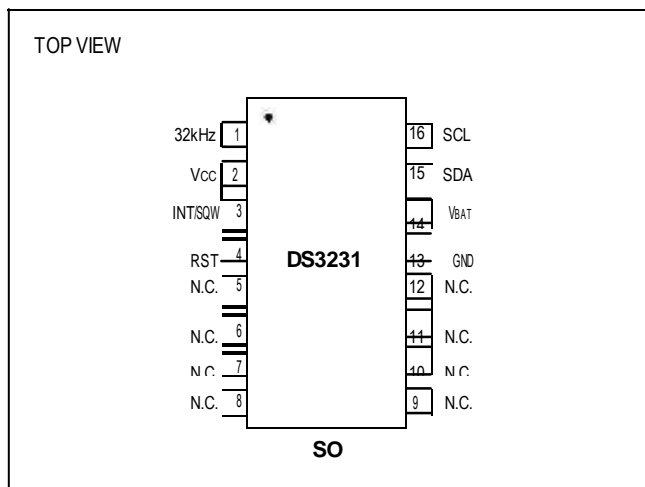 TOP VIEW
32kHz 1 16 SCL
VCC 2 15 SDA
INT/SQW 3 14 VBAT
RST 4 DS3231 13 GND
N.C. 5 12 N.C.
N.C. 6 11 N.C.
N.C. 7 10 N.C.
N.C. 8 9 N.C.
SO